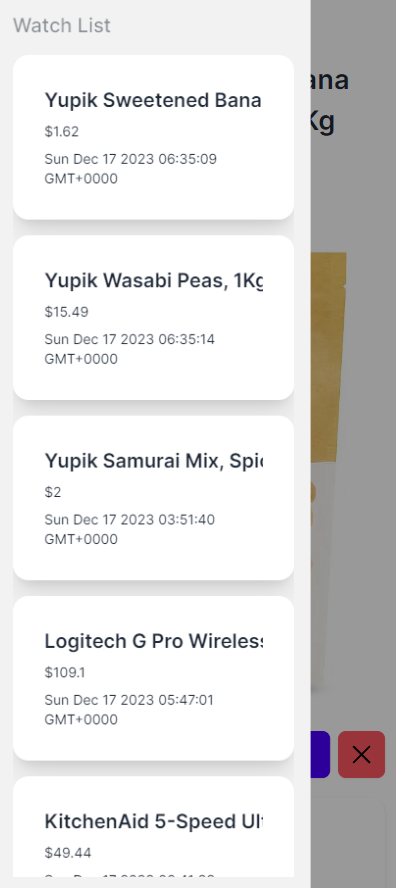 Watch List
Yupik Sweetened Bana
$1.62
Sun Dec 17 2023 06:35:09
GMT+0000
Yupik Wasabi Peas, 1Kg
$15.49
Sun Dec 17 2023 06:35:14
GMT+0000
Yupik Samurai Mix, Spic
$2
Sun Dec 17 2023 03:51:40
GMT+0000
Logitech G Pro Wireless
$109.1
Sun Dec 17 2023 05:47:01
GMT+0000
KitchenAid 5-Speed Ult
$49.44
ana
Kg